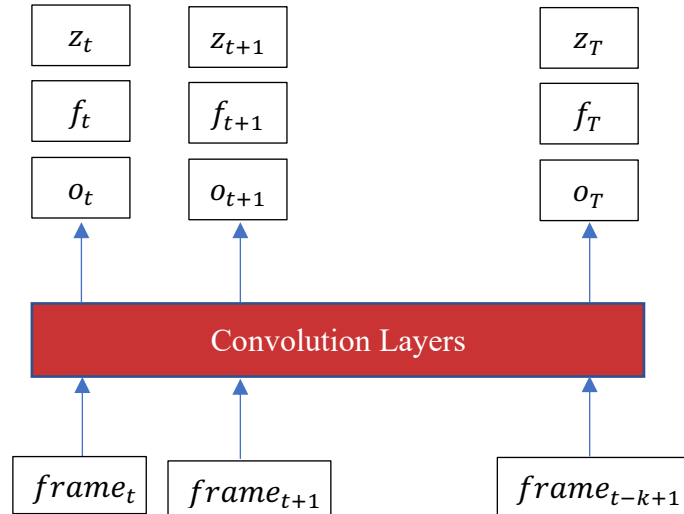 z_t z_{t+1} z_T
f_t f_{t+1} f_T
o_t o_{t+1} o_T
Convolution Layers
frame_t frame_{t+1} frame_{t-k+1}